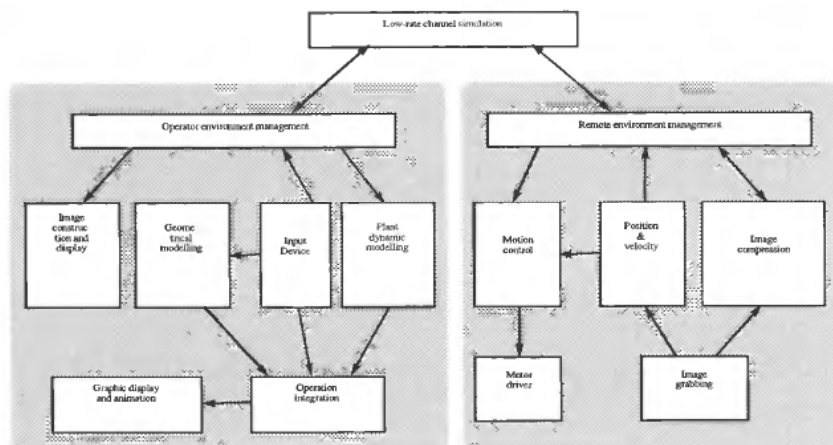 Low-rate channel simulation
Operator environment management
Remote environment management
Image
construc
tion and
display
Geome
trical modelling
Input
Device
Plant
dynamic
modelling
Motion
control
Position
&
velocity
Image
compression
Graphic display
and animation
Operation
integration
Motor
driver
Image
grabbing